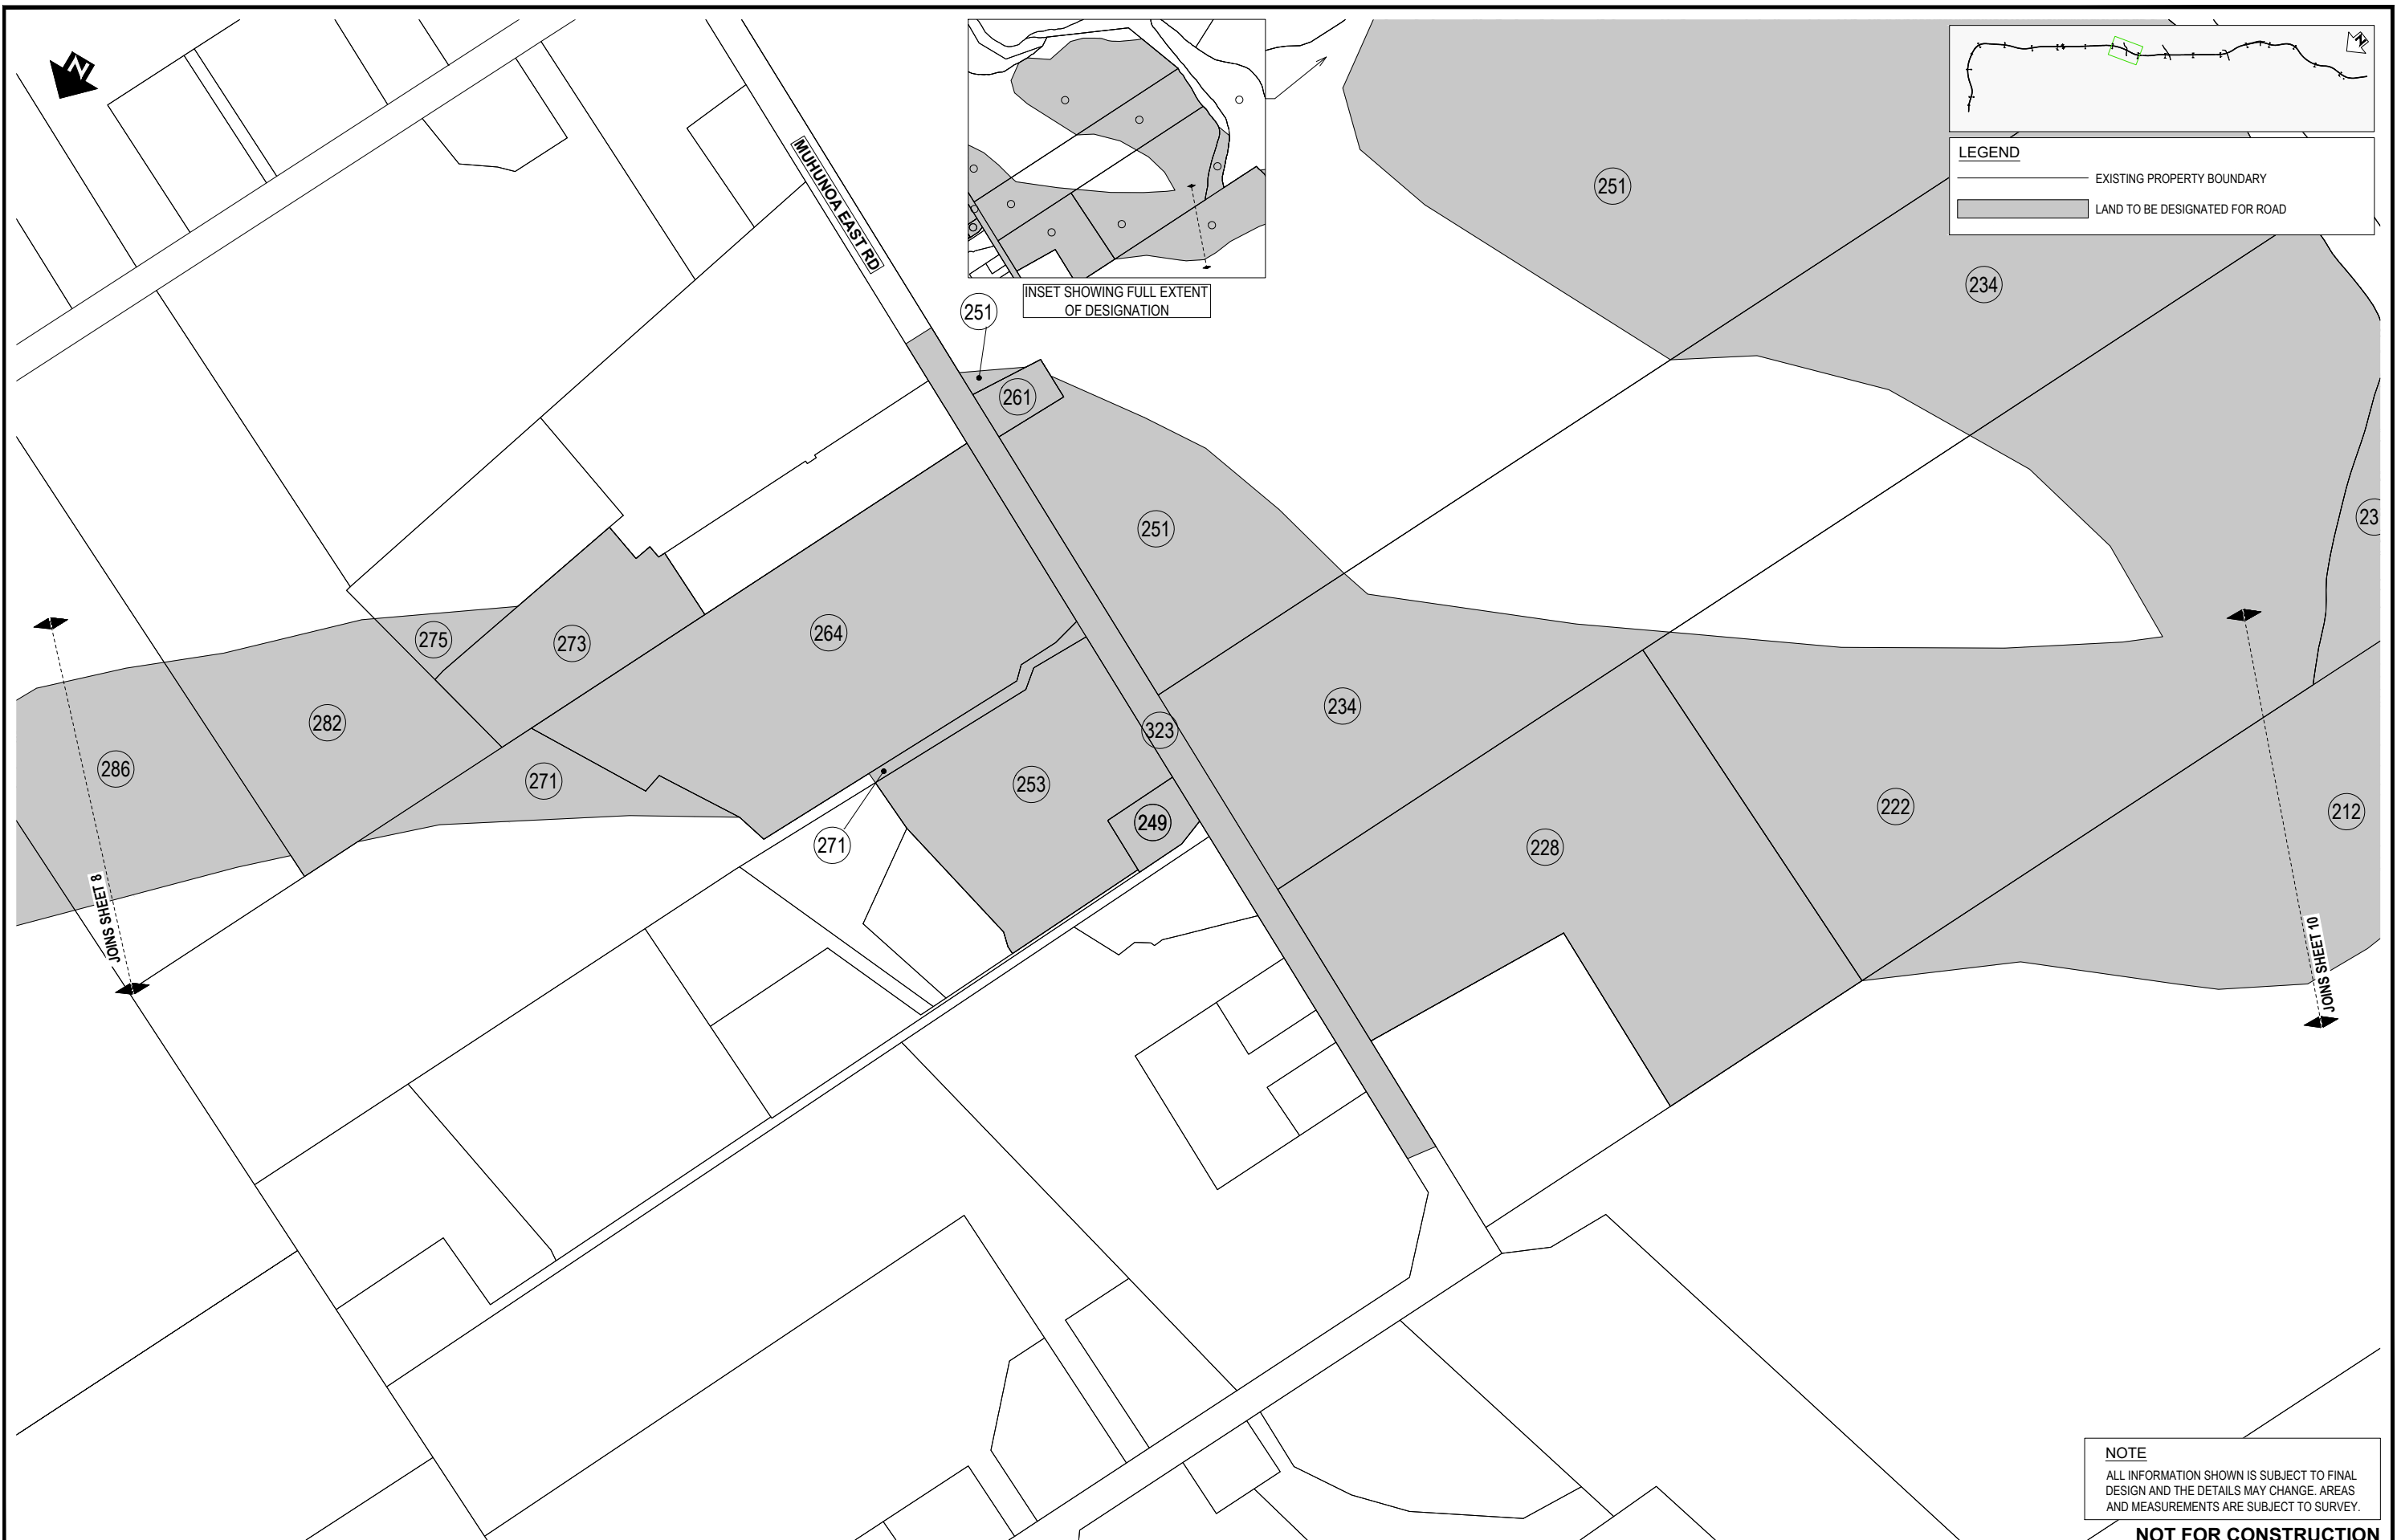 N
N
LEGEND
EXISTING PROPERTY BOUNDARY
LAND TO BE DESIGNATED FOR ROAD
MUHUNOA EAST RD
INSET SHOWING FULL EXTENT
OF DESIGNATION
251
251
234
261
251
23
275
273
264
282
234
323
286
271
253
271
249
228
222
212
JOINS SHEET 8
JOINS SHEET 10
NOTE
ALL INFORMATION SHOWN IS SUBJECT TO FINAL
DESIGN AND THE DETAILS MAY CHANGE. AREAS
AND MEASUREMENTS ARE SUBJECT TO SURVEY.
NOT FOR CONSTRUCTION